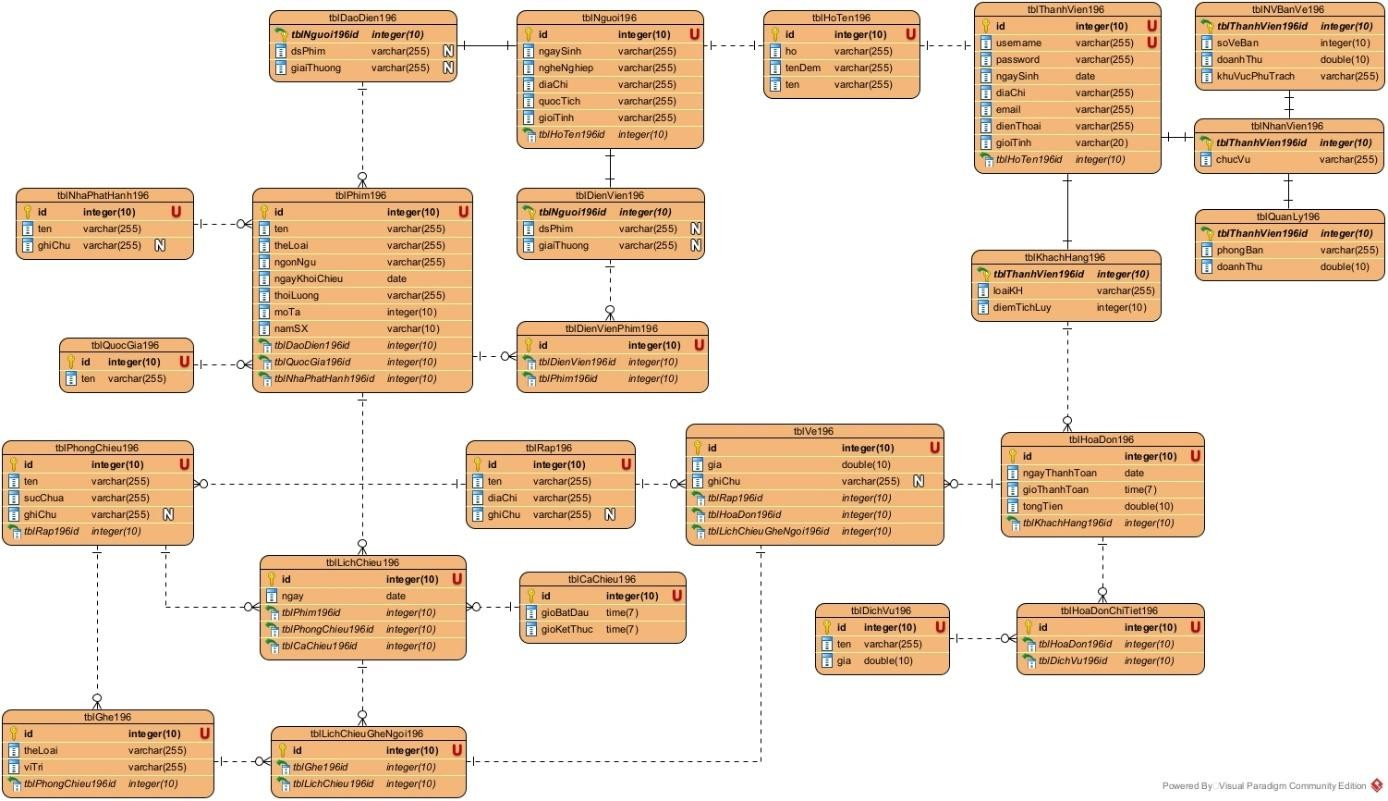 tblDaoDien196
tblNguoi196id integer(10)
dsPhim varchar(255) N
giaiThuong varchar(255) N
tblNguoi196
id integer(10) U
ngaySinh varchar(255)
ngheNghiep varchar(255)
diaChi varchar(255)
quocTich varchar(255)
gioiTinh varchar(255)
tblHoTen196id integer(10)
tblHoTen196
id integer(10) U
ho varchar(255)
tenDem varchar(255)
ten varchar(255)
tblThanhVien196
id integer(10) U
username varchar(255) U
password varchar(255)
ngaySinh date
diaChi varchar(255)
email varchar(255)
dienThoai varchar(255)
gioiTinh varchar(20)
tblHoTen196id integer(10)
tblNVBanVe196
tblThanhVien196id integer(10)
soVeBan integer(10)
doanhThu double(10)
khuVucPhuTrach varchar(255)
tblNhanVien196
tblThanhVien196id integer(10)
chucVu varchar(255)
tblQuanLy196
tblThanhVien196id integer(10)
phongBan varchar(255)
doanhThu double(10)
tblNhaPhatHanh196
id integer(10) U
ten varchar(255)
ghiChu varchar(255) N
tblPhim196
id integer(10) U
ten varchar(255)
theLoai varchar(255)
ngonNgu varchar(255)
ngayKhoiChieu date
thoiLuong varchar(255)
moTa integer(10)
namSX varchar(10)
tblDaoDien196id integer(10)
tblQuocGia196id integer(10)
tblNhaPhatHanh196id integer(10)
tblDienVien196
tblNguoi196id integer(10)
dsPhim varchar(255) N
giaiThuong varchar(255) N
tblKhachHang196
tblThanhVien196id integer(10)
loaiKH varchar(255)
diemTichLuy integer(10)
tblQuocGia196
id integer(10) U
ten varchar(255)
tblDienVienPhim196
id integer(10) U
tblDienVien196id integer(10)
tblPhim196id integer(10)
tblPhongChieu196
id integer(10) U
ten varchar(255)
sucChua varchar(255)
ghiChu varchar(255) N
tblRap196id integer(10)
tblRap196
id integer(10) U
ten varchar(255)
diaChi varchar(255)
ghiChu varchar(255) N
tblVe196
id integer(10) U
gia double(10)
ghiChu varchar(255) N
tblRap196id integer(10)
tblHoaDon196id integer(10)
tblLichChieuGheNgoi196id integer(10)
tblHoaDon196
id integer(10) U
ngayThanhToan date
gioThanhToan time(7)
tongTien double(10)
tblKhachHang196id integer(10)
tblLichChieu196
id integer(10) U
ngay date
tblPhim196id integer(10)
tblPhongChieu196id integer(10)
tblCaChieu196id integer(10)
tblCaChieu196
id integer(10) U
gioBatDau time(7)
gioKetThuc time(7)
tblDichVu196
id integer(10) U
ten varchar(255)
gia double(10)
tblHoaDonChiTiet196
id integer(10) U
tblHoaDon196id integer(10)
tblDichVu196id integer(10)
tblGhe196
id integer(10) U
theLoai varchar(255)
viTri varchar(255)
tblPhongChieu196id integer(10)
tblLichChieuGheNgoi196
id integer(10) U
tblGhe196id integer(10)
tblLichChieu196id integer(10)
Powered By Visual Paradigm Community Edition